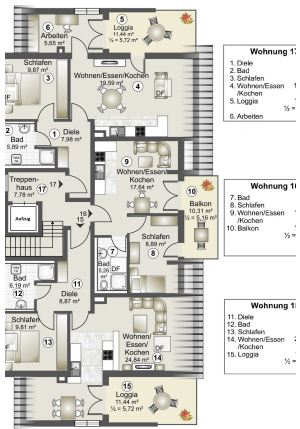 6
Arbeiten
5,65 m²
5
Loggia
11,44 m²
½ = 5,72 m²
Schlafen
9,87 m²
3
DF
Wohnen/Essen/Kochen
19,59 m²
4
DF
2
Bad
5,89 m²
1
Diele
7,98 m²
9
Wohnen/Essen/
Kochen
17,64 m²
Treppen-
haus
7,78 m²
17
17
Aufzug
16
15
10
Balkon
10,31 m²
½ = 5,16 m²
Schlafen
8,89 m²
8
7
Bad
5,26
m²
DF
Bad
6,19 m²
12
11
Diele
8,87 m²
Schlafen
9,81 m²
13
DF
Wohnen/
Essen/
Kochen
24,84 m²
DF
14
15
Loggia
11,44 m²
½ = 5,72 m²
Wohnung 17
1. Diele
2. Bad
3. Schlafen
4. Wohnen/Essen
/Kochen
5. Loggia
½ =
6. Arbeiten
Wohnung 16
7. Bad
8. Schlafen
9. Wohnen/Essen
/Kochen
10. Balkon
½ =
Wohnung 15
11. Diele
12. Bad
13. Schlafen
14. Wohnen/Essen
/Kochen
15. Loggia
½ =